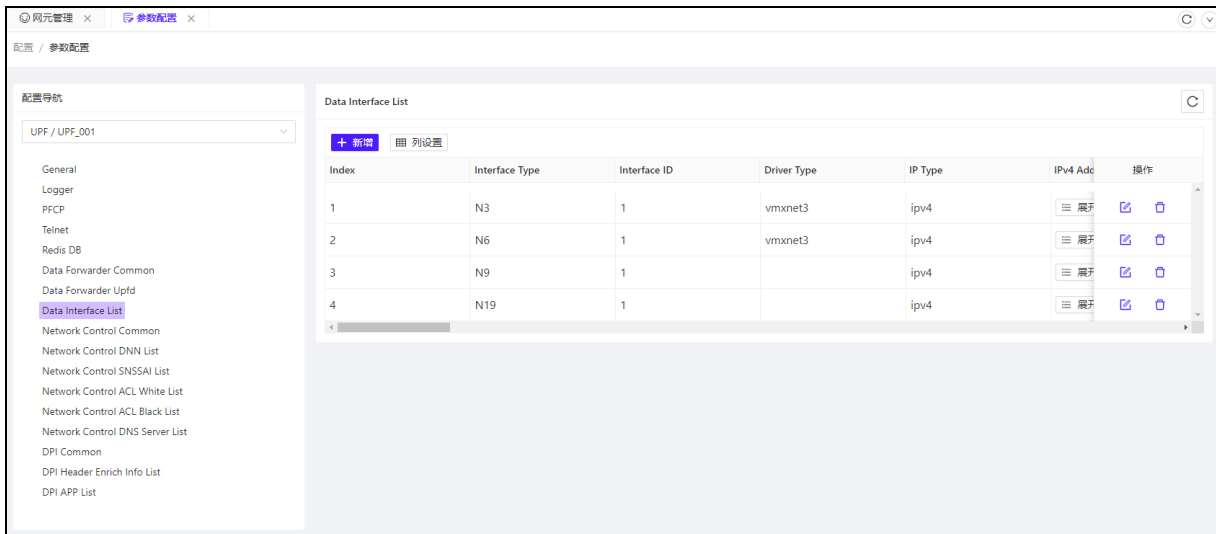 网元管理 × 参数配置 ×
配置 / 参数配置
配置导航
UPF / UPF_001
General
Logger
PFCP
Telnet
Redis DB
Data Forwarder Common
Data Forwarder Upfd
Data Interface List
Network Control Common
Network Control DNN List
Network Control SNSSAI List
Network Control ACL White List
Network Control ACL Black List
Network Control DNS Server List
DPI Common
DPI Header Enrich Info List
DPI APP List
Data Interface List
+ 新增 列设置
Index Interface Type Interface ID Driver Type IP Type IPv4 Add 操作
1 N3 1 vmxnet3 ipv4 展开
2 N6 1 vmxnet3 ipv4 展开
3 N9 1 ipv4 展开
4 N19 1 ipv4 展开